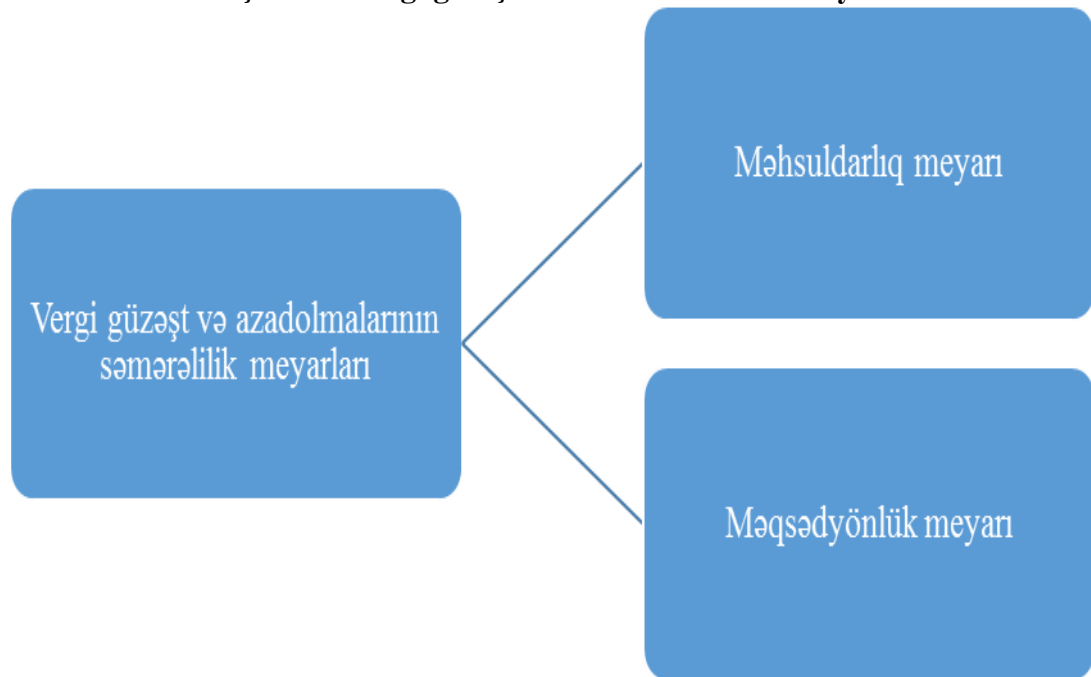 Vergi güzəşt və azadolmalarının
səmərəlilik meyarları
Məhsuldarlıq meyarı
Məqsədyönlük meyarı